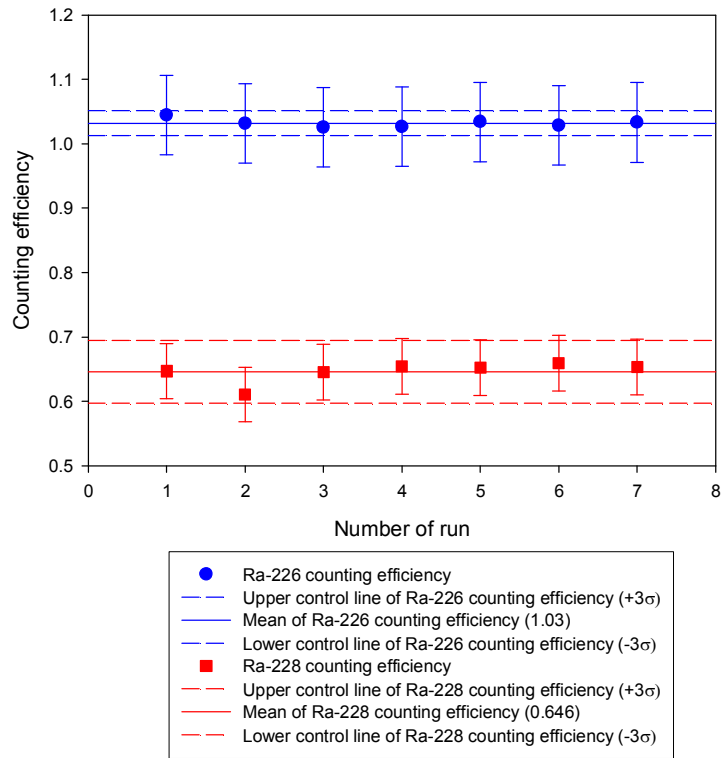 1.2
1.1
1.0
0.9
0.8
0.7
0.6
0.5
Counting efficiency
0 1 2 3 4 5 6 7 8
Number of run
Ra-226 counting efficiency
Upper control line of Ra-226 counting efficiency (+3σ)
Mean of Ra-226 counting efficiency (1.03)
Lower control line of Ra-226 counting efficiency (-3σ)
Ra-228 counting efficiency
Upper control line of Ra-228 counting efficiency (+3σ)
Mean of Ra-228 counting efficiency (0.646)
Lower control line of Ra-228 counting efficiency (-3σ)